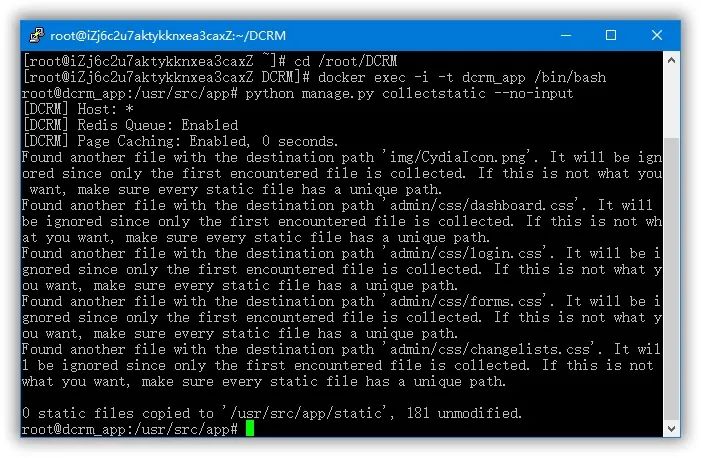 root@iZj6c2u7aktykknxea3caxZ:~/DCRM
[root@iZj6c2u7aktykknxea3caxZ ~]# cd /root/DCRM
[root@iZj6c2u7aktykknxea3caxZ DCRM]# docker exec -i -t dcrm_app /bin/bash
root@dcrm_app:/usr/src/app# python manage.py collectstatic --no-input
[DCRM] Host: *
[DCRM] Redis Queue: Enabled
[DCRM] Page Caching: Enabled, 0 seconds.
Found another file with the destination path 'img/CydiaIcon.png'. It will be ign
ored since only the first encountered file is collected. If this is not what you
 want, make sure every static file has a unique path.
Found another file with the destination path 'admin/css/dashboard.css'. It will
be ignored since only the first encountered file is collected. If this is not wh
at you want, make sure every static file has a unique path.
Found another file with the destination path 'admin/css/login.css'. It will be i
gnored since only the first encountered file is collected. If this is not what y
ou want, make sure every static file has a unique path.
Found another file with the destination path 'admin/css/forms.css'. It will be i
gnored since only the first encountered file is collected. If this is not what y
ou want, make sure every static file has a unique path.
Found another file with the destination path 'admin/css/changelists.css'. It wil
l be ignored since only the first encountered file is collected. If this is not
what you want, make sure every static file has a unique path.
0 static files copied to '/usr/src/app/static', 181 unmodified.
root@dcrm_app:/usr/src/app#